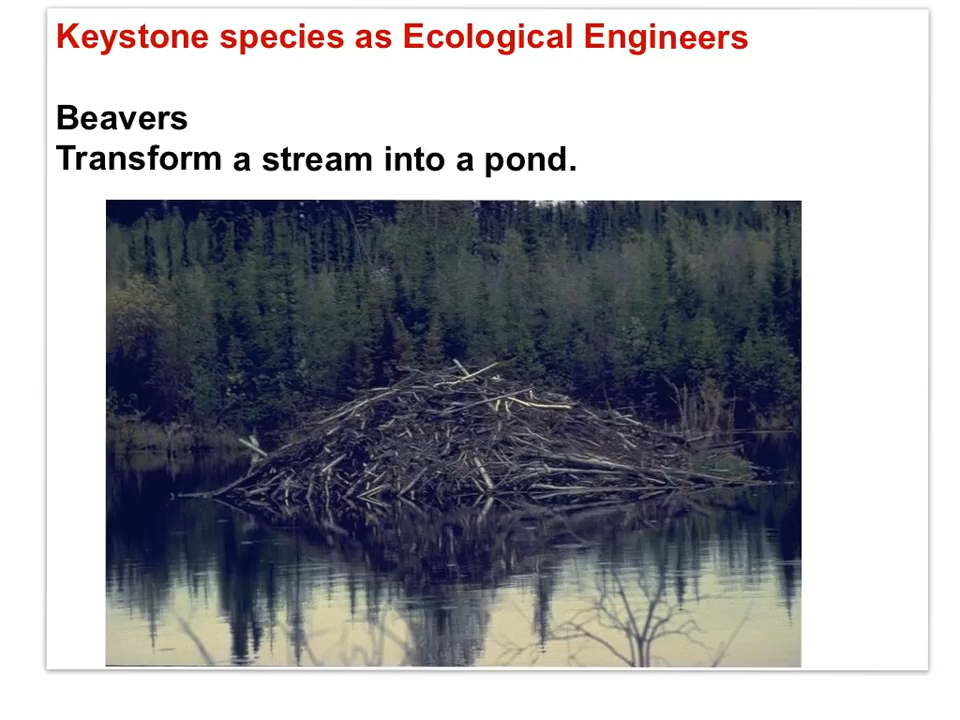 Keystone species as Ecological Engineers
Beavers
Transform a stream into a pond.